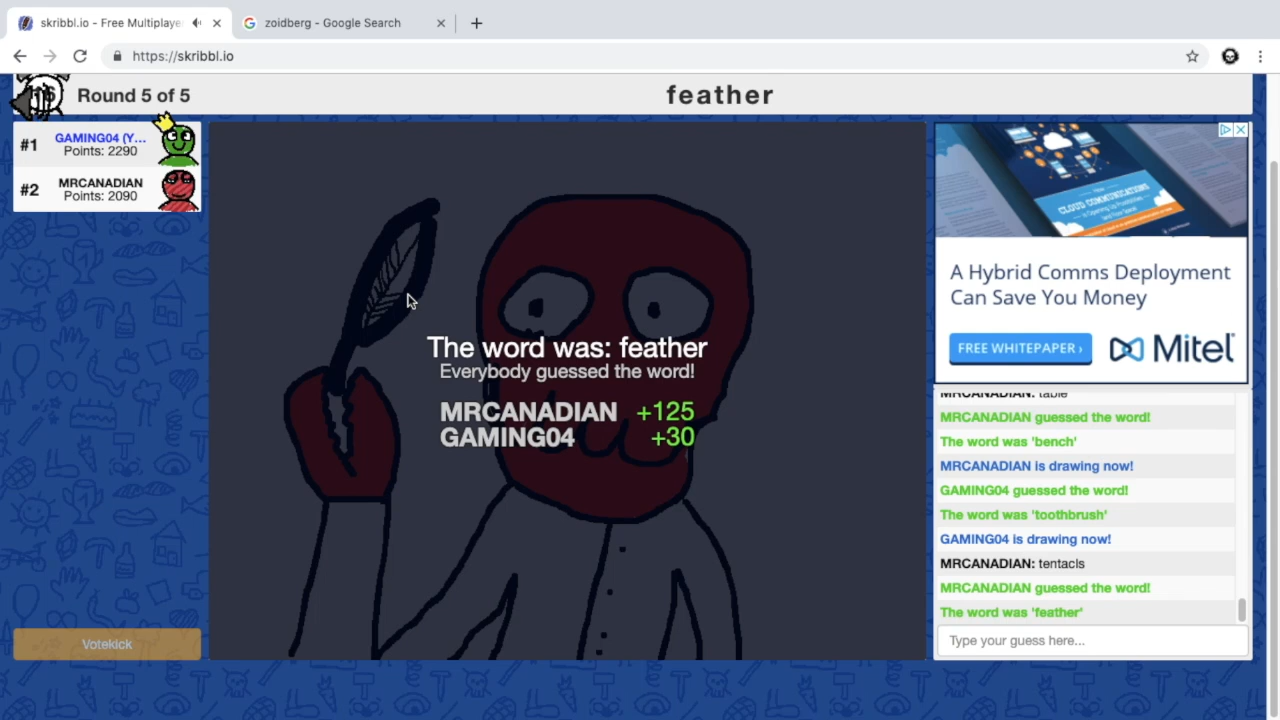 skribbl.io - Free Multiplaye
zoidberg - Google Search
https://skribbl.io
Round 5 of 5
feather
#1
GAMING04 (Y...
Points: 2290
#2
MRCANADIAN
Points: 2090
The word was: feather
Everybody guessed the word!
MRCANADIAN +125
GAMING04 +30
Votekick
CLOUD COMMUNICATIONS
A Hybrid Comms Deployment
Can Save You Money
FREE WHITEPAPER ›
Mitel
MRCANADIAN: table
MRCANADIAN guessed the word!
The word was 'bench'
MRCANADIAN is drawing now!
GAMING04 guessed the word!
The word was 'toothbrush'
GAMING04 is drawing now!
MRCANADIAN: tentacls
MRCANADIAN guessed the word!
The word was 'feather'
Type your guess here...